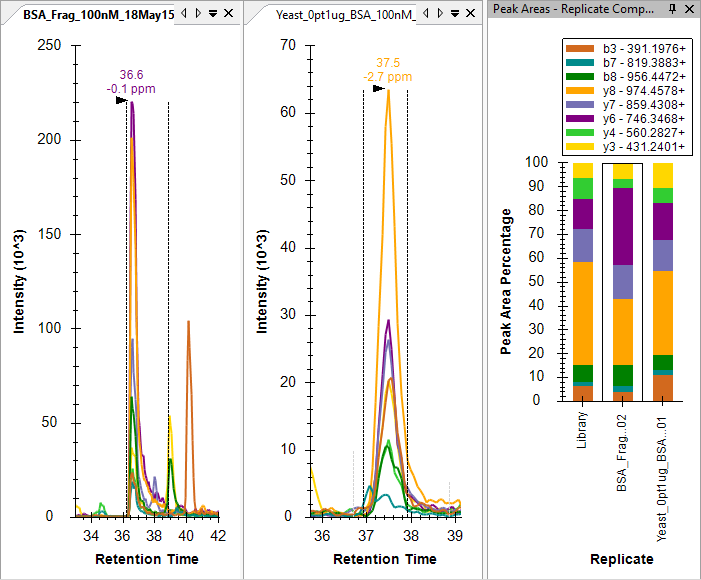 BSA_Frag_100nM_18May15
250
200
150
100
50
0
Intensity (10^3)
36.6
-0.1 ppm
34 36 38 40 42
Retention Time
Yeast_0pt1ug_BSA_100nM_
70
60
50
40
30
20
10
0
Intensity (10^3)
37.5
-2.7 ppm
36 37 38 39
Retention Time
Peak Areas - Replicate Comp...
b3 - 391.1976+
b7 - 819.3883+
b8 - 956.4472+
y8 - 974.4578+
y7 - 859.4308+
y6 - 746.3468+
y4 - 560.2827+
y3 - 431.2401+
100
90
80
70
60
50
40
30
20
10
0
Peak Area Percentage
Library
BSA_Frag...02
Yeast_0pt1ug_BSA...01
Replicate